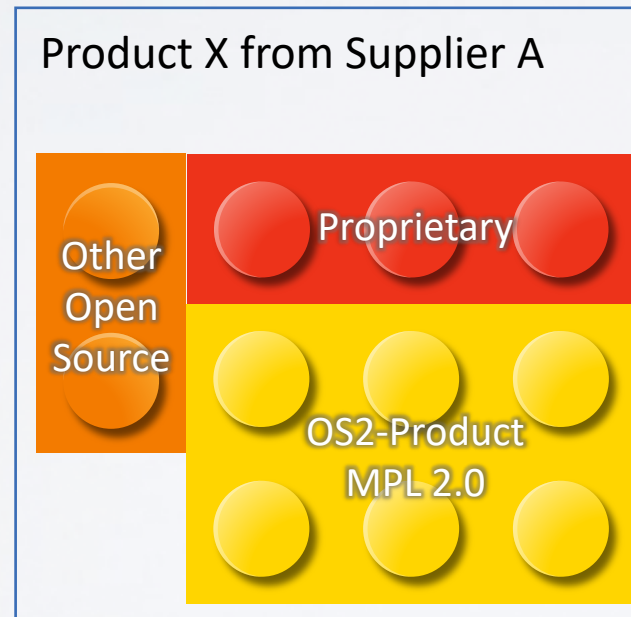 Product X from Supplier A
Other
Open
Source
Proprietary
OS2-Product
MPL 2.0